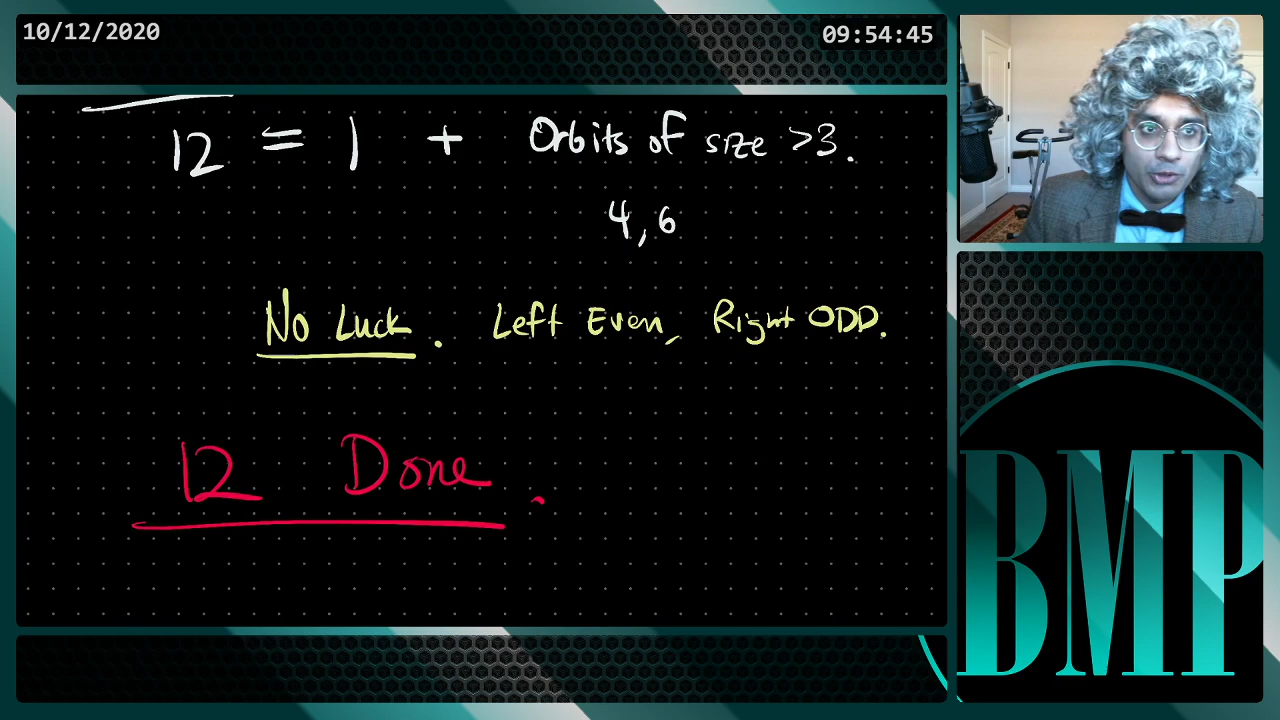 10/12/2020
09:54:45
12 = 1 + Orbits of size >3.
4, 6
No Luck. Left Even, Right ODD.
12 Done.
BMP